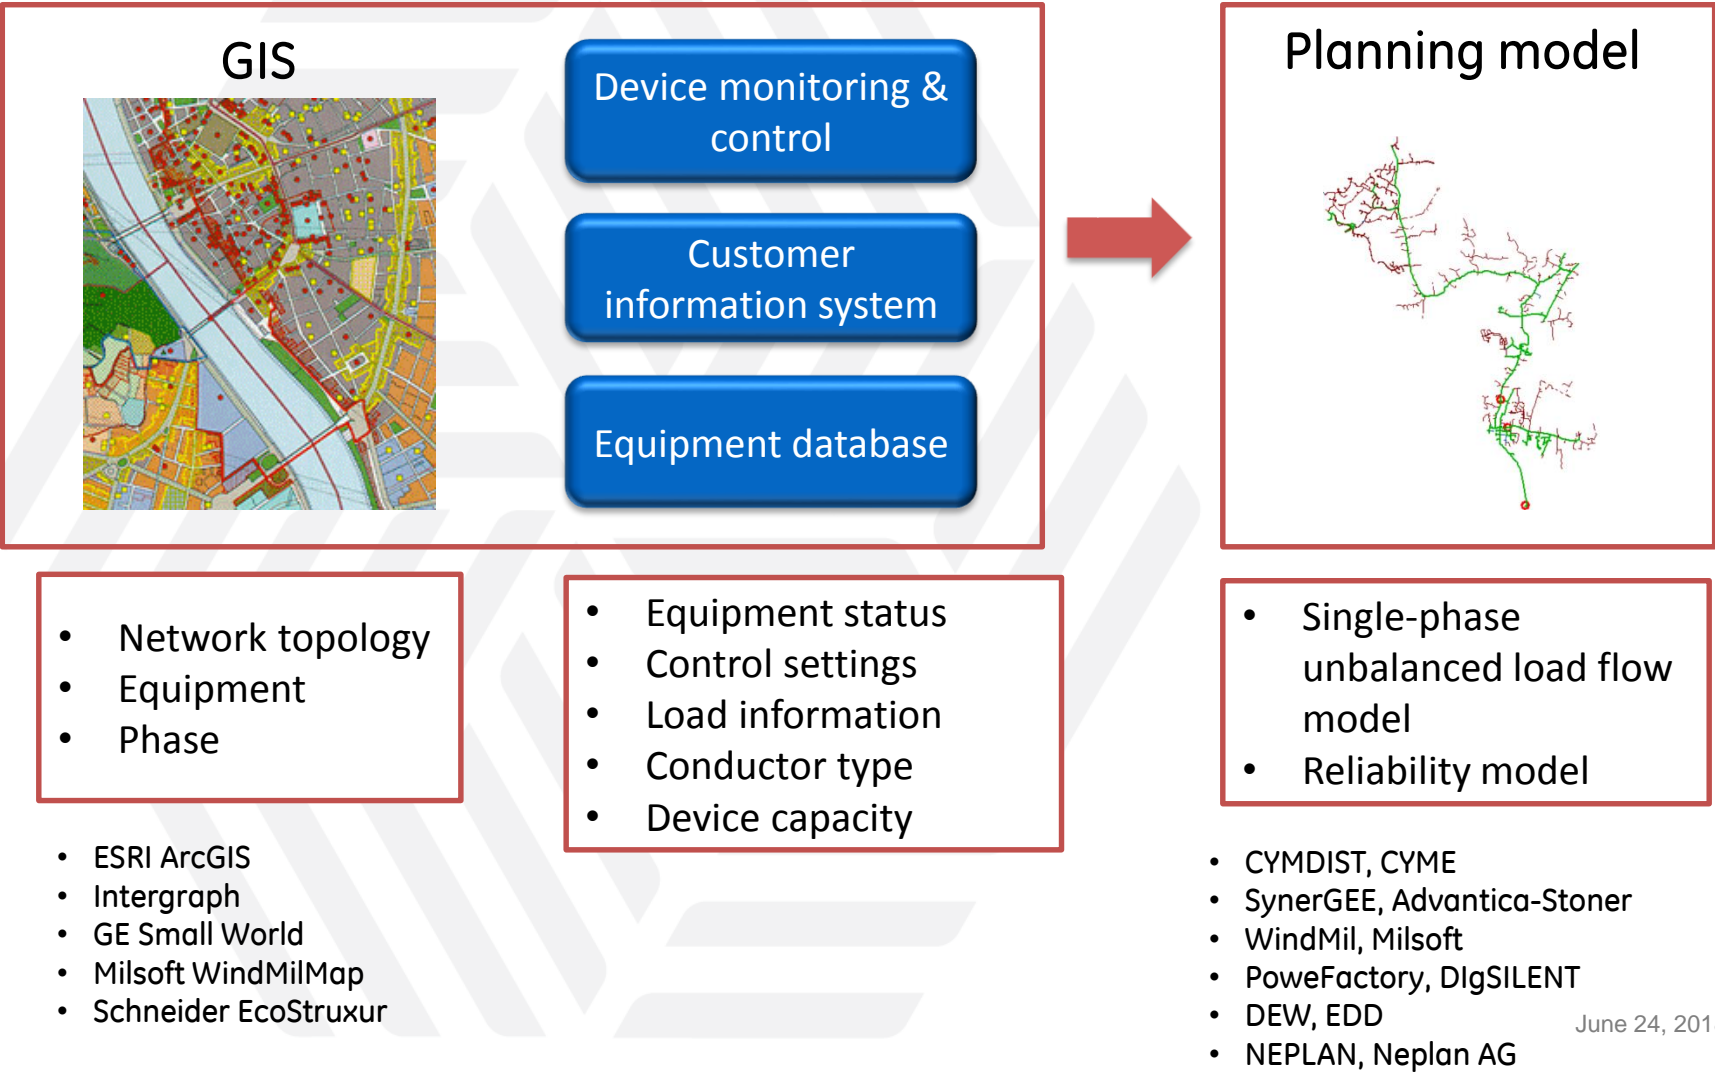 GIS
Device monitoring &
control
Customer
information system
Equipment database
Planning model
• Network topology
• Equipment
• Phase
• Equipment status
• Control settings
• Load information
• Conductor type
• Device capacity
• Single-phase
unbalanced load flow
model
• Reliability model
• ESRI ArcGIS
• Intergraph
• GE Small World
• Milsoft WindMilMap
• Schneider EcoStruxur
• CYMDIST, CYME
• SynerGEE, Advantica-Stoner
• WindMil, Milsoft
• PoweFactory, DIgSILENT
• DEW, EDD
• NEPLAN, Neplan AG
June 24, 201